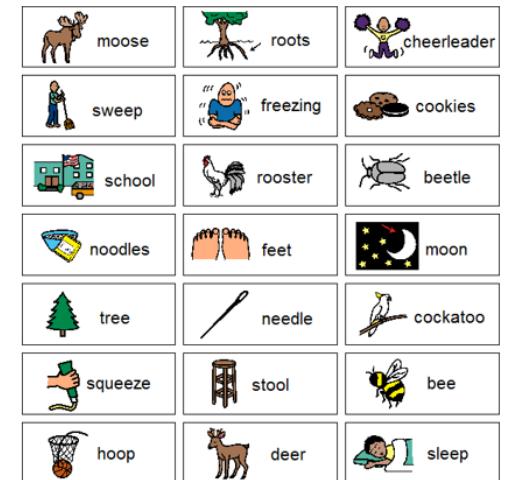 moose
roots
cheerleader
sweep
freezing
cookies
school
rooster
beetle
noodles
feet
moon
tree
needle
cockatoo
squeeze
stool
bee
hoop
deer
sleep